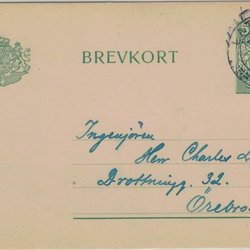 BREVKORT
Ingenjören
Herr Charles L
Drottningg. 32.
Örebro